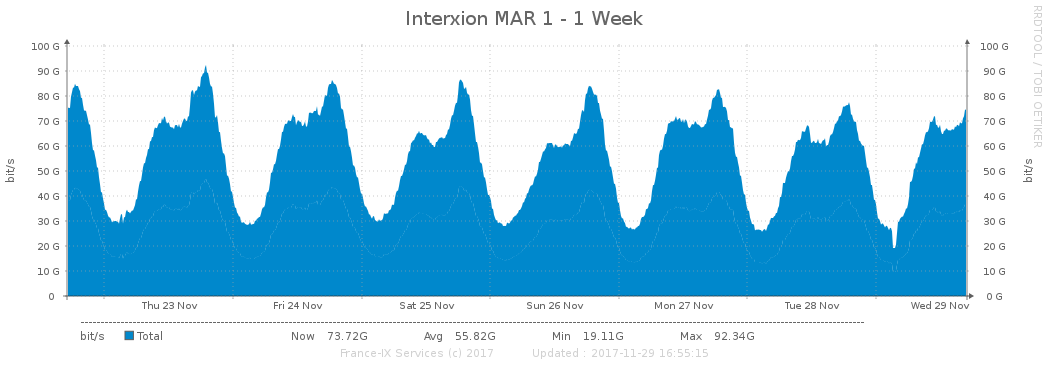 Interxion MAR 1 - 1 Week
RRDTOOL / TOBI OETIKER
bit/s
bit/s
100 G 100 G
90 G 90 G
80 G 80 G
70 G 70 G
60 G 60 G
50 G 50 G
40 G 40 G
30 G 30 G
20 G 20 G
10 G 10 G
0 0 G
Thu 23 Nov Fri 24 Nov Sat 25 Nov Sun 26 Nov Mon 27 Nov Tue 28 Nov Wed 29 Nov
bit/s Total Now 73.72G Avg 55.82G Min 19.11G Max 92.34G
France-IX Services (c) 2017 Updated : 2017-11-29 16:55:15